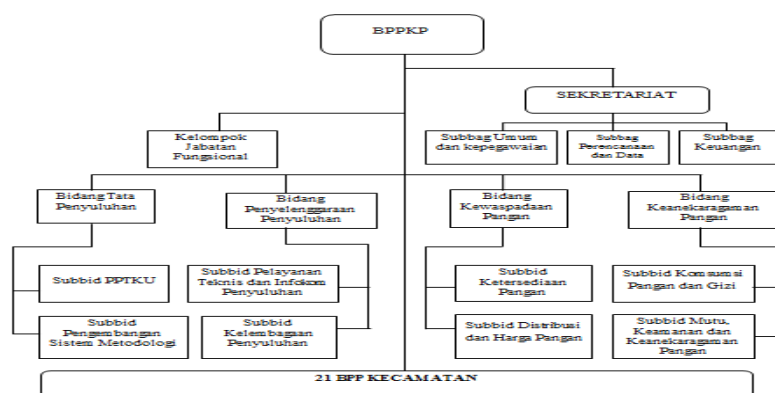 BPPKP
SEKRETARIAT
Kelompok
Jabatan
Fungsional
Subbag Umum
dan kepegawaian
Subbag
Perencanaan
dan Data
Subbag
Keuangan
Bidang Tata
Penyuluhan
Bidang
Penyelenggaraan
Penyuluhan
Bidang
Kewaspadaan
Pangan
Bidang
Keanekaragaman
Pangan
Subbid PPTKU
Subbid Pelayanan
Teknis dan Infokom
Penyuluhan
Subbid
Ketersediaan
Pangan
Subbid Konsumsi
Pangan dan Gizi
Subbid
Pengembangan
Sistem Metodologi
Subbid
Kelembagaan
Penyuluhan
Subbid Distribusi
dan Harga Pangan
Subbid Mutu,
Keamanan dan
Keanekaragaman
Pangan
21 BPP KECAMATAN